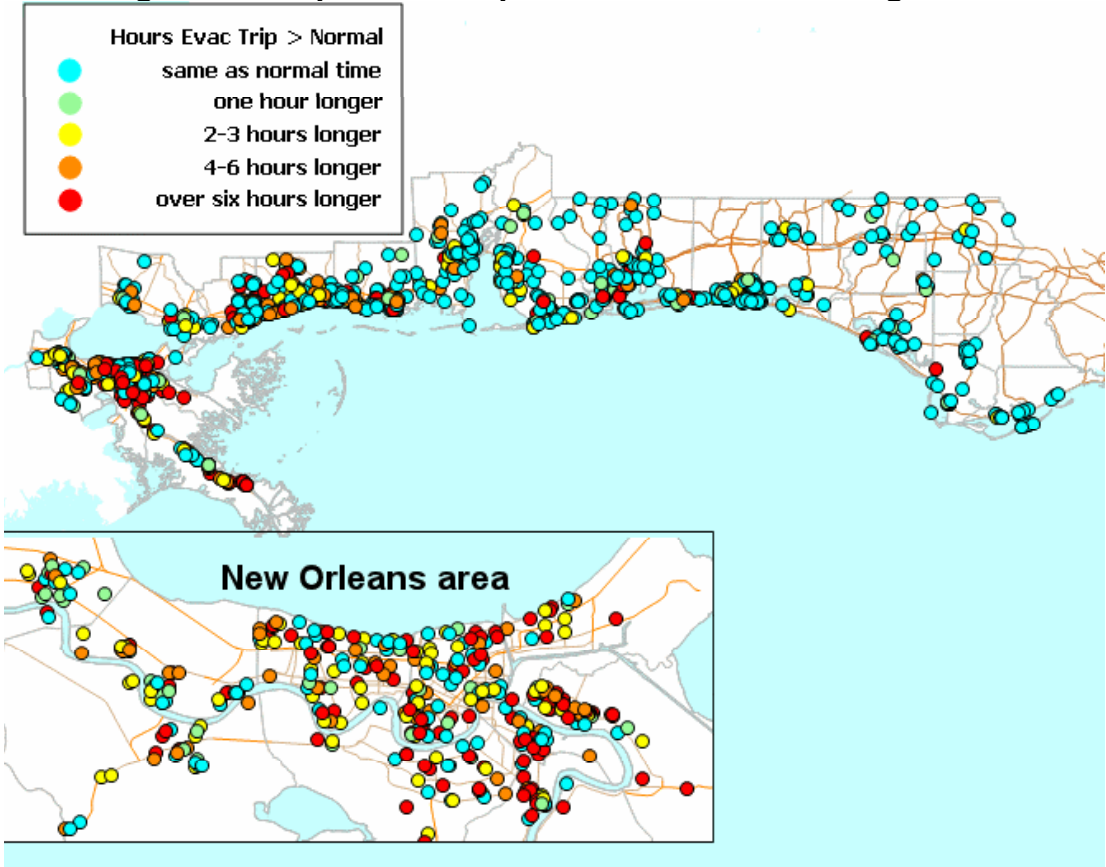 Hours Evac Trip > Normal
same as normal time
one hour longer
2-3 hours longer
4-6 hours longer
over six hours longer
New Orleans area